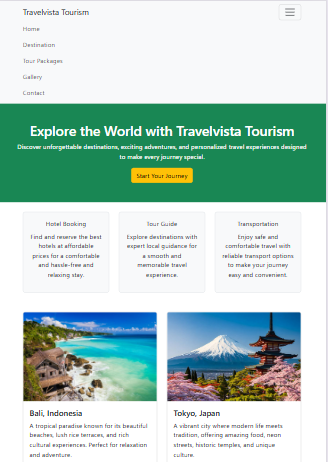 Travelvista Tourism
Home
Destination
Tour Packages
Gallery
Contact
Explore the World with Travelvista Tourism
Discover unforgettable destinations, exciting adventures, and personalized travel experiences designed
to make every journey special.
Start Your Journey
Hotel Booking
Find and reserve the best
hotels at affordable
prices for a comfortable
and hassle-free and
relaxing stay.
Tour Guide
Explore destinations with
expert local guidance for
a smooth and
memorable travel
experience.
Transportation
Enjoy safe and
comfortable travel with
reliable transport options
to make your journey
easy and convenient.
Bali, Indonesia
A tropical paradise known for its beautiful
beaches, lush rice terraces, and rich
cultural experiences. Perfect for relaxation
and adventure.
Tokyo, Japan
A vibrant city where modern life meets
tradition, offering amazing food, neon
streets, historic temples, and unique
culture.